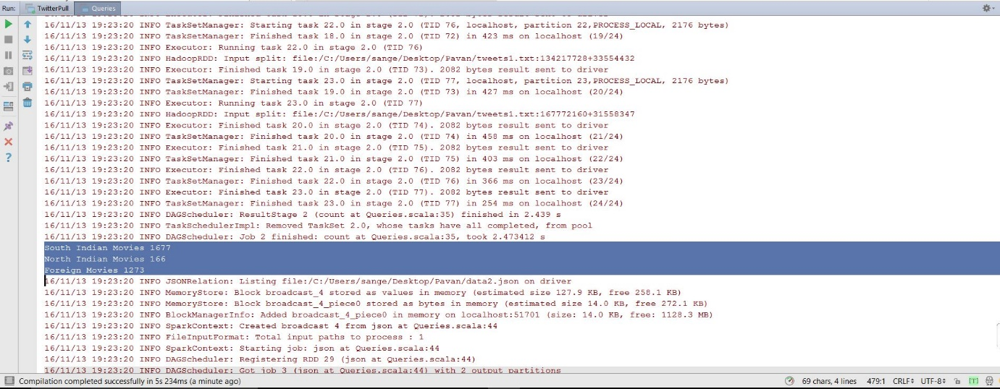 Run: TwitterPull Queries
16/11/13 19:23:20 INFO TaskSetManager: Starting task 22.0 in stage 2.0 (TID 76, localhost, partition 22,PROCESS_LOCAL, 2176 bytes)
16/11/13 19:23:20 INFO TaskSetManager: Finished task 18.0 in stage 2.0 (TID 72) in 423 ms on localhost (19/24)
16/11/13 19:23:20 INFO Executor: Running task 22.0 in stage 2.0 (TID 76)
16/11/13 19:23:20 INFO HadoopRDD: Input split: file:/C:/Users/sange/Desktop/Pavan/tweets1.txt:134217728+33554432
16/11/13 19:23:20 INFO Executor: Finished task 19.0 in stage 2.0 (TID 73). 2082 bytes result sent to driver
16/11/13 19:23:20 INFO TaskSetManager: Starting task 23.0 in stage 2.0 (TID 77, localhost, partition 23,PROCESS_LOCAL, 2176 bytes)
16/11/13 19:23:20 INFO TaskSetManager: Finished task 19.0 in stage 2.0 (TID 73) in 427 ms on localhost (20/24)
16/11/13 19:23:20 INFO Executor: Running task 23.0 in stage 2.0 (TID 77)
16/11/13 19:23:20 INFO HadoopRDD: Input split: file:/C:/Users/sange/Desktop/Pavan/tweets1.txt:167772160+31558347
16/11/13 19:23:20 INFO Executor: Finished task 20.0 in stage 2.0 (TID 74). 2082 bytes result sent to driver
16/11/13 19:23:20 INFO TaskSetManager: Finished task 20.0 in stage 2.0 (TID 74) in 458 ms on localhost (21/24)
16/11/13 19:23:20 INFO Executor: Finished task 21.0 in stage 2.0 (TID 75). 2082 bytes result sent to driver
16/11/13 19:23:20 INFO TaskSetManager: Finished task 21.0 in stage 2.0 (TID 75) in 403 ms on localhost (22/24)
16/11/13 19:23:20 INFO Executor: Finished task 22.0 in stage 2.0 (TID 76). 2082 bytes result sent to driver
16/11/13 19:23:20 INFO TaskSetManager: Finished task 22.0 in stage 2.0 (TID 76) in 366 ms on localhost (23/24)
16/11/13 19:23:20 INFO Executor: Finished task 23.0 in stage 2.0 (TID 77). 2082 bytes result sent to driver
16/11/13 19:23:20 INFO TaskSetManager: Finished task 23.0 in stage 2.0 (TID 77) in 254 ms on localhost (24/24)
16/11/13 19:23:20 INFO DAGScheduler: ResultStage 2 (count at Queries.scala:35) finished in 2.439 s
16/11/13 19:23:20 INFO TaskSchedulerImpl: Removed TaskSet 2.0, whose tasks have all completed, from pool
16/11/13 19:23:20 INFO DAGScheduler: Job 2 finished: count at Queries.scala:35, took 2.473412 s
South Indian Movies 1677
North Indian Movies 166
Foreign Movies 1273
16/11/13 19:23:20 INFO JSONRelation: Listing file:/C:/Users/sange/Desktop/Pavan/data2.json on driver
16/11/13 19:23:20 INFO MemoryStore: Block broadcast_4 stored as values in memory (estimated size 127.9 KB, free 258.1 KB)
16/11/13 19:23:20 INFO MemoryStore: Block broadcast_4_piece0 stored as bytes in memory (estimated size 14.0 KB, free 272.1 KB)
16/11/13 19:23:20 INFO BlockManagerInfo: Added broadcast_4_piece0 in memory on localhost:51701 (size: 14.0 KB, free: 1128.3 MB)
16/11/13 19:23:20 INFO SparkContext: Created broadcast 4 from json at Queries.scala:44
16/11/13 19:23:20 INFO FileInputFormat: Total input paths to process : 1
16/11/13 19:23:20 INFO SparkContext: Starting job: json at Queries.scala:44
16/11/13 19:23:20 INFO DAGScheduler: Registering RDD 29 (json at Queries.scala:44)
16/11/13 19:23:20 INFO DAGScheduler: Got job 3 (json at Queries.scala:44) with 2 output partitions
Compilation completed successfully in 5s 234ms (a minute ago) 69 chars, 4 lines 479:1 CRLF UTF-8 [T]